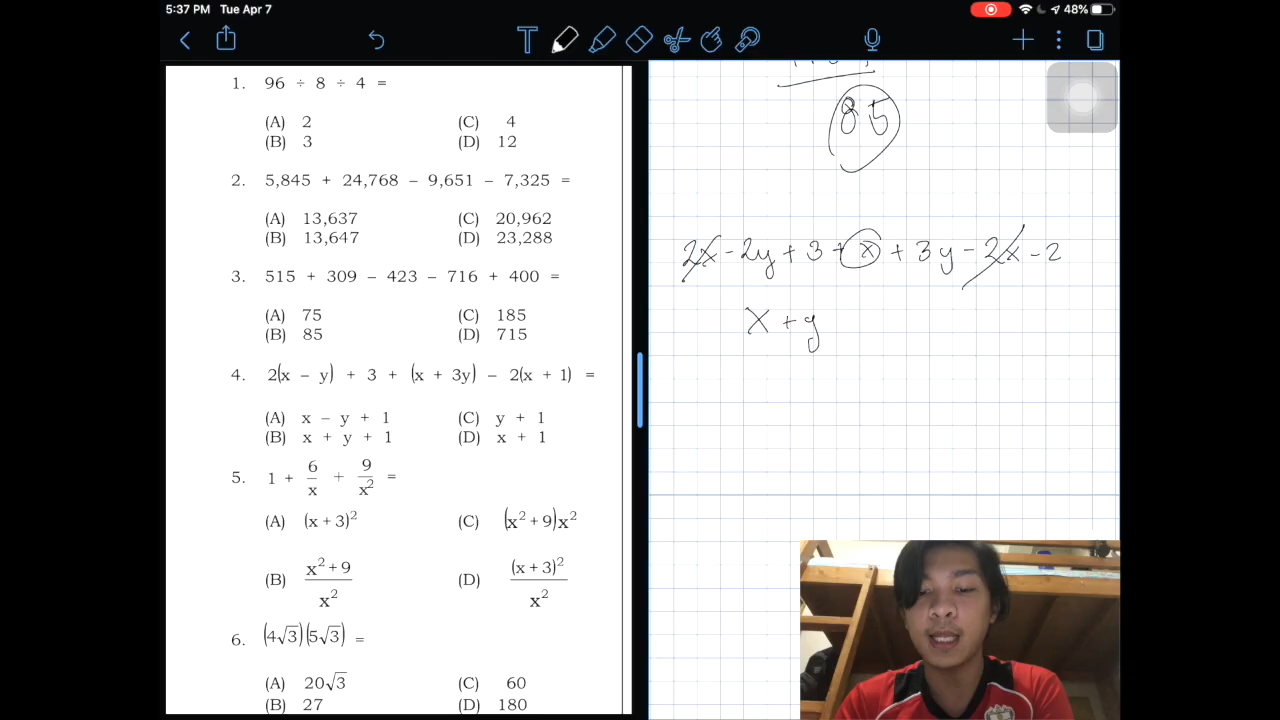 5:37 PM Tue Apr 7
48%
1. 96 ÷ 8 ÷ 4 =
(A) 2 (C) 4
(B) 3 (D) 12
2. 5,845 + 24,768 – 9,651 – 7,325 =
(A) 13,637 (C) 20,962
(B) 13,647 (D) 23,288
3. 515 + 309 – 423 – 716 + 400 =
(A) 75 (C) 185
(B) 85 (D) 715
4. 2(x – y) + 3 + (x + 3y) – 2(x + 1) =
(A) x – y + 1 (C) y + 1
(B) x + y + 1 (D) x + 1
5. 1 + 6/x + 9/x² =
(A) (x + 3)² (C) (x² + 9)x²
(B) x² + 9 / x² (D) (x + 3)² / x²
6. (4√3)(5√3) =
(A) 20√3 (C) 60
(B) 27 (D) 180
85
2x - 2y + 3 + x + 3y - 2x - 2
x + y